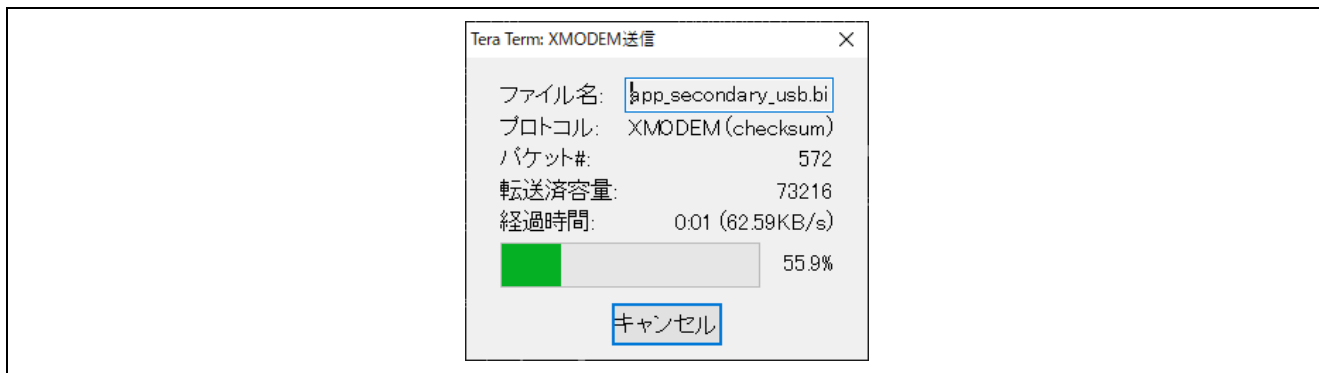 Tera Term: XMODEM送信
ファイル名: app_secondary_usb.bi
プロトコル: XMODEM (checksum)
パケット#: 572
転送済容量: 73216
経過時間: 0:01 (62.59KB/s)
55.9%
キャンセル